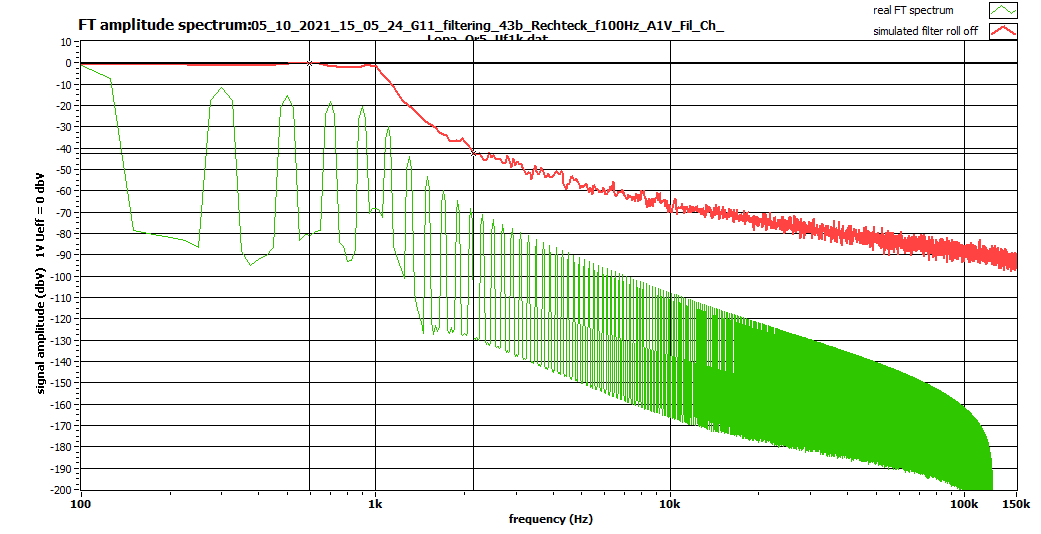 FT amplitude spectrum:05_10_2021_15_05_24_G11_filtering_43b_Rechteck_f100Hz_A1V_Fil_Ch_
real FT spectrum
simulated filter roll off
10
0
-10
-20
-30
-40
-50
-60
-70
-80
-90
-100
-110
-120
-130
-140
-150
-160
-170
-180
-190
-200
signal amplitude (dbV) 1V Ueff = 0 dbV
100
1k
10k
100k
150k
frequency (Hz)